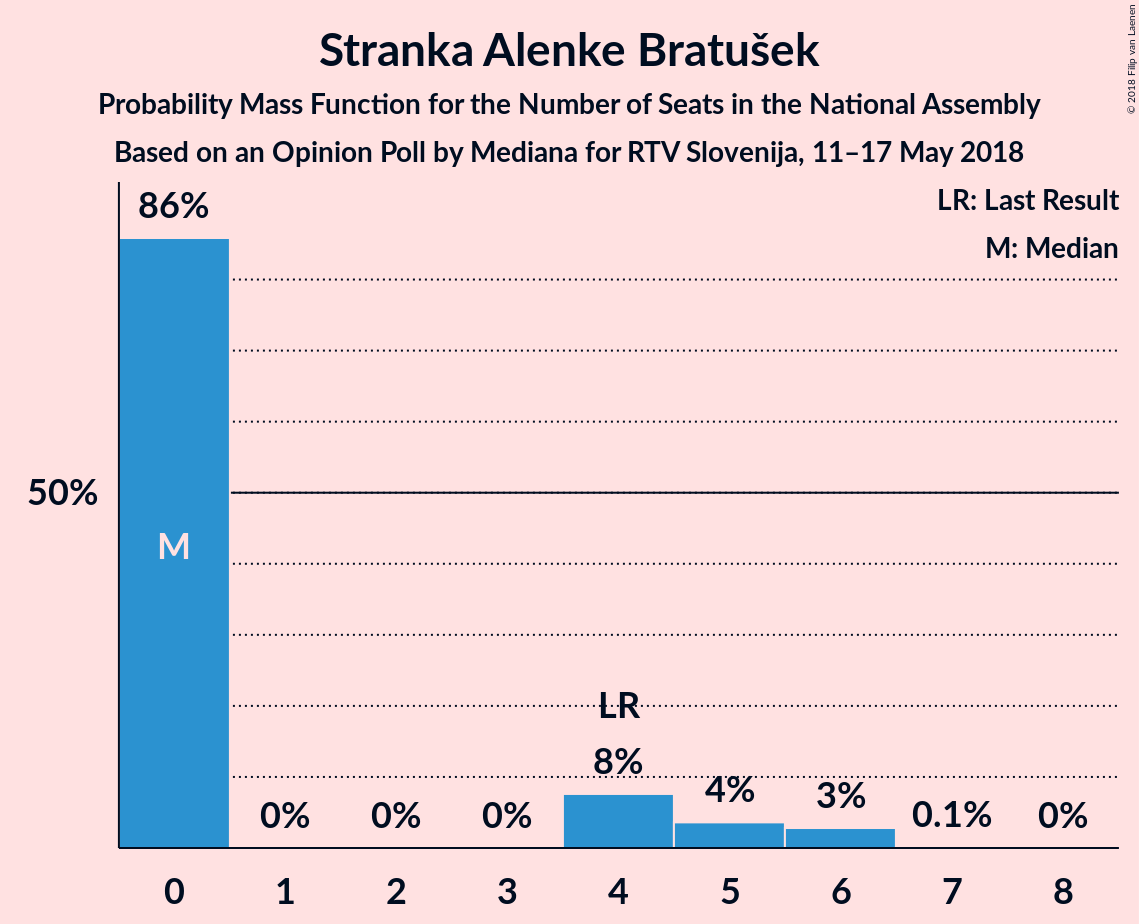 Stranka Alenke Bratušek
Probability Mass Function for the Number of Seats in the National Assembly
Based on an Opinion Poll by Mediana for RTV Slovenija, 11–17 May 2018
© 2018 Filip van Laenen
LR: Last Result
M: Median
86%
50%
M
LR
0% 0% 0% 8% 4% 3% 0.1% 0%
0 1 2 3 4 5 6 7 8